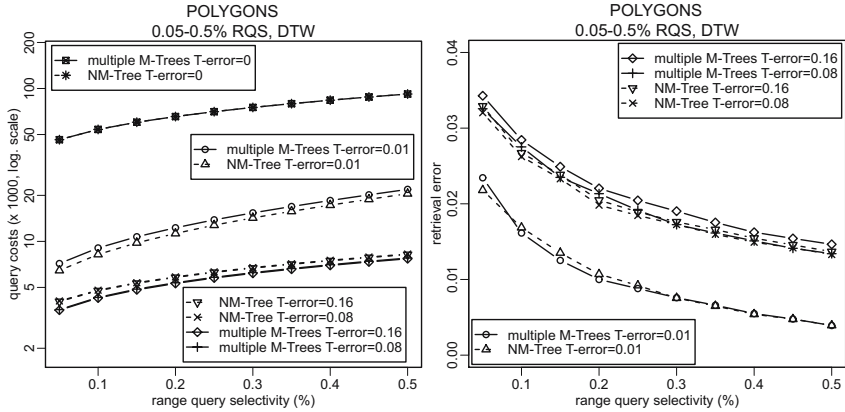 POLYGONS
0.05-0.5% RQS, DTW
200
100
50
20
10
5
2
query costs (x 1000, log. scale)
multiple M-Trees T-error=0
NM-Tree T-error=0
multiple M-Trees T-error=0.01
NM-Tree T-error=0.01
NM-Tree T-error=0.16
NM-Tree T-error=0.08
multiple M-Trees T-error=0.16
multiple M-Trees T-error=0.08
0.1 0.2 0.3 0.4 0.5
range query selectivity (%)
POLYGONS
0.05-0.5% RQS, DTW
0.04
0.03
0.02
0.01
0.00
retrieval error
multiple M-Trees T-error=0.16
multiple M-Trees T-error=0.08
NM-Tree T-error=0.16
NM-Tree T-error=0.08
multiple M-Trees T-error=0.01
NM-Tree T-error=0.01
0.1 0.2 0.3 0.4 0.5
range query selectivity (%)